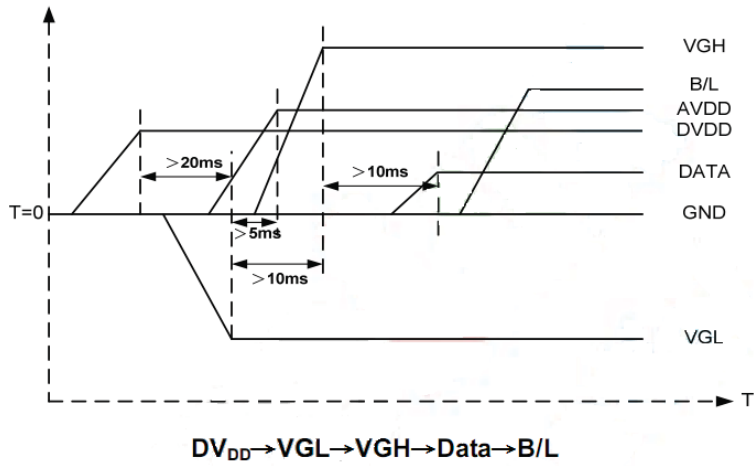 VGH
B/L
AVDD
DVDD
>20ms
>10ms
DATA
T=0
GND
>5ms
>10ms
VGL
T
DVDD→VGL→VGH→Data→B/L